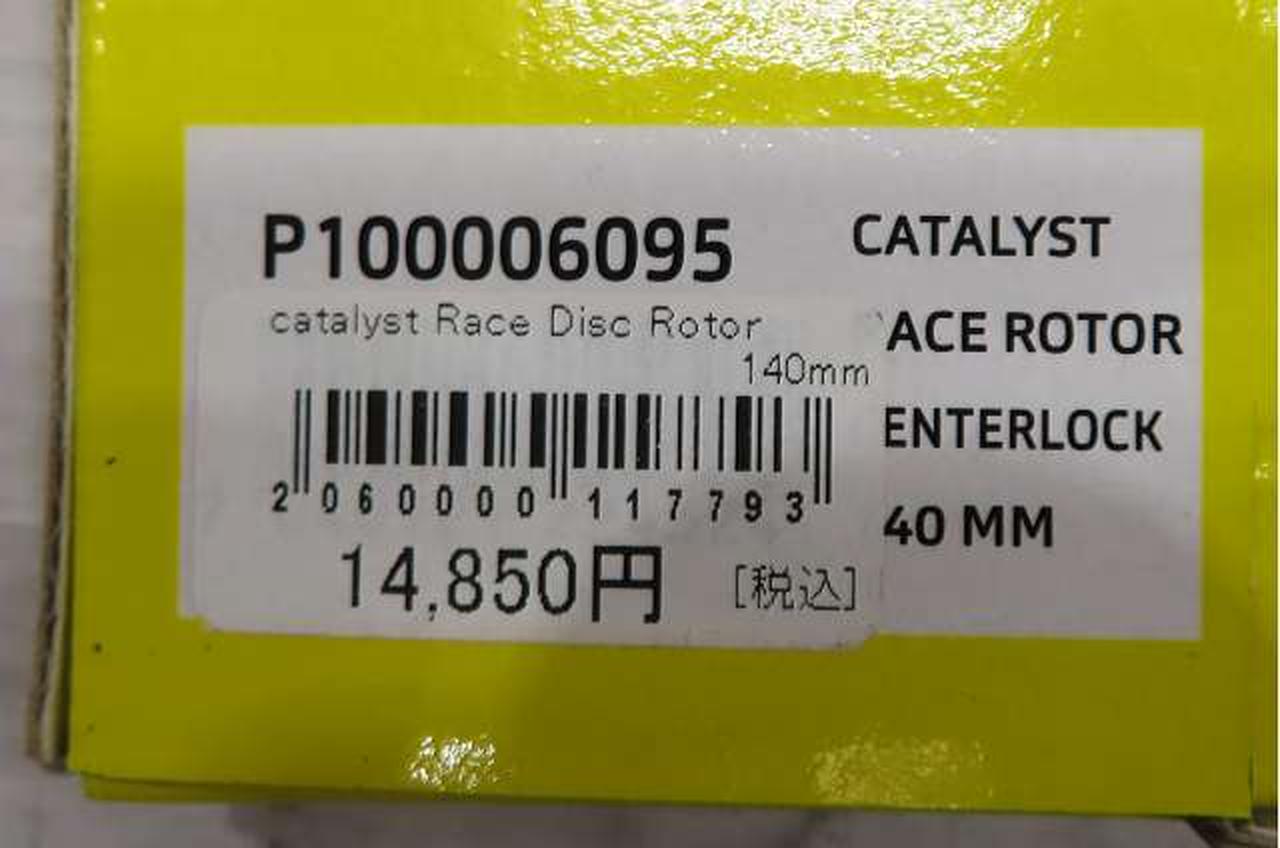 P100006095
CATALYST
catalyst Race Disc Rotor
140mm
ACE ROTOR
ENTERLOCK
40 MM
2 060000 117793
14,850円 [税込]